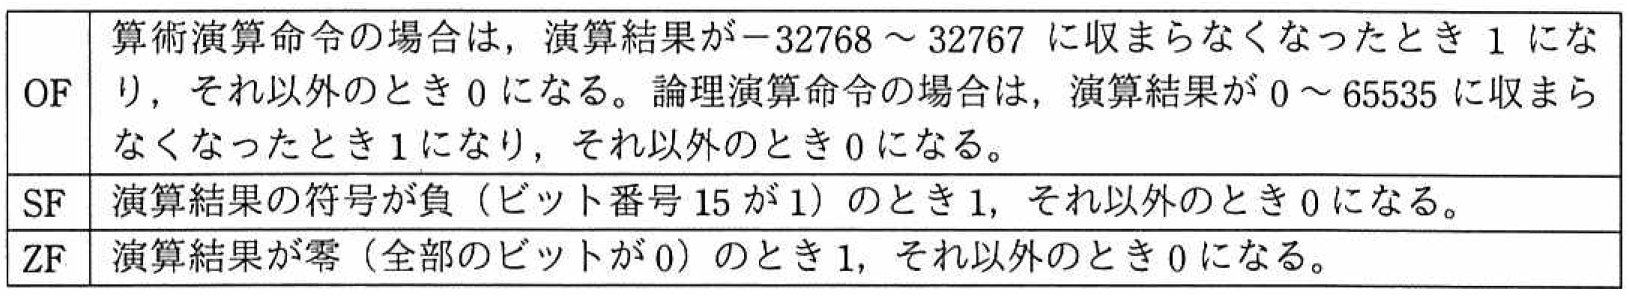 OF
算術演算命令の場合は，演算結果が－32768 ～ 32767 に収まらなくなったとき 1 にな
り，それ以外のとき 0 になる。論理演算命令の場合は，演算結果が 0 ～ 65535 に収まら
なくなったとき 1 になり，それ以外のとき 0 になる。
SF
演算結果の符号が負（ビット番号 15 が 1）のとき 1，それ以外のとき 0 になる。
ZF
演算結果が零（全部のビットが 0）のとき 1，それ以外のとき 0 になる。